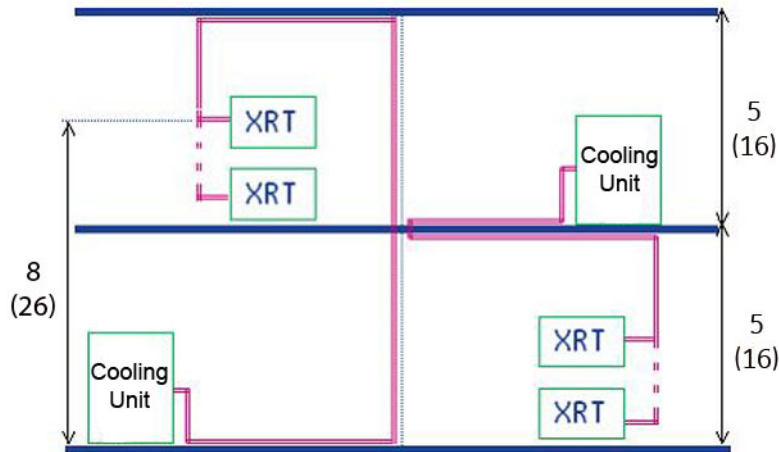 XRT
XRT
Cooling
Unit
5
(16)
8
(26)
Cooling
Unit
XRT
XRT
5
(16)